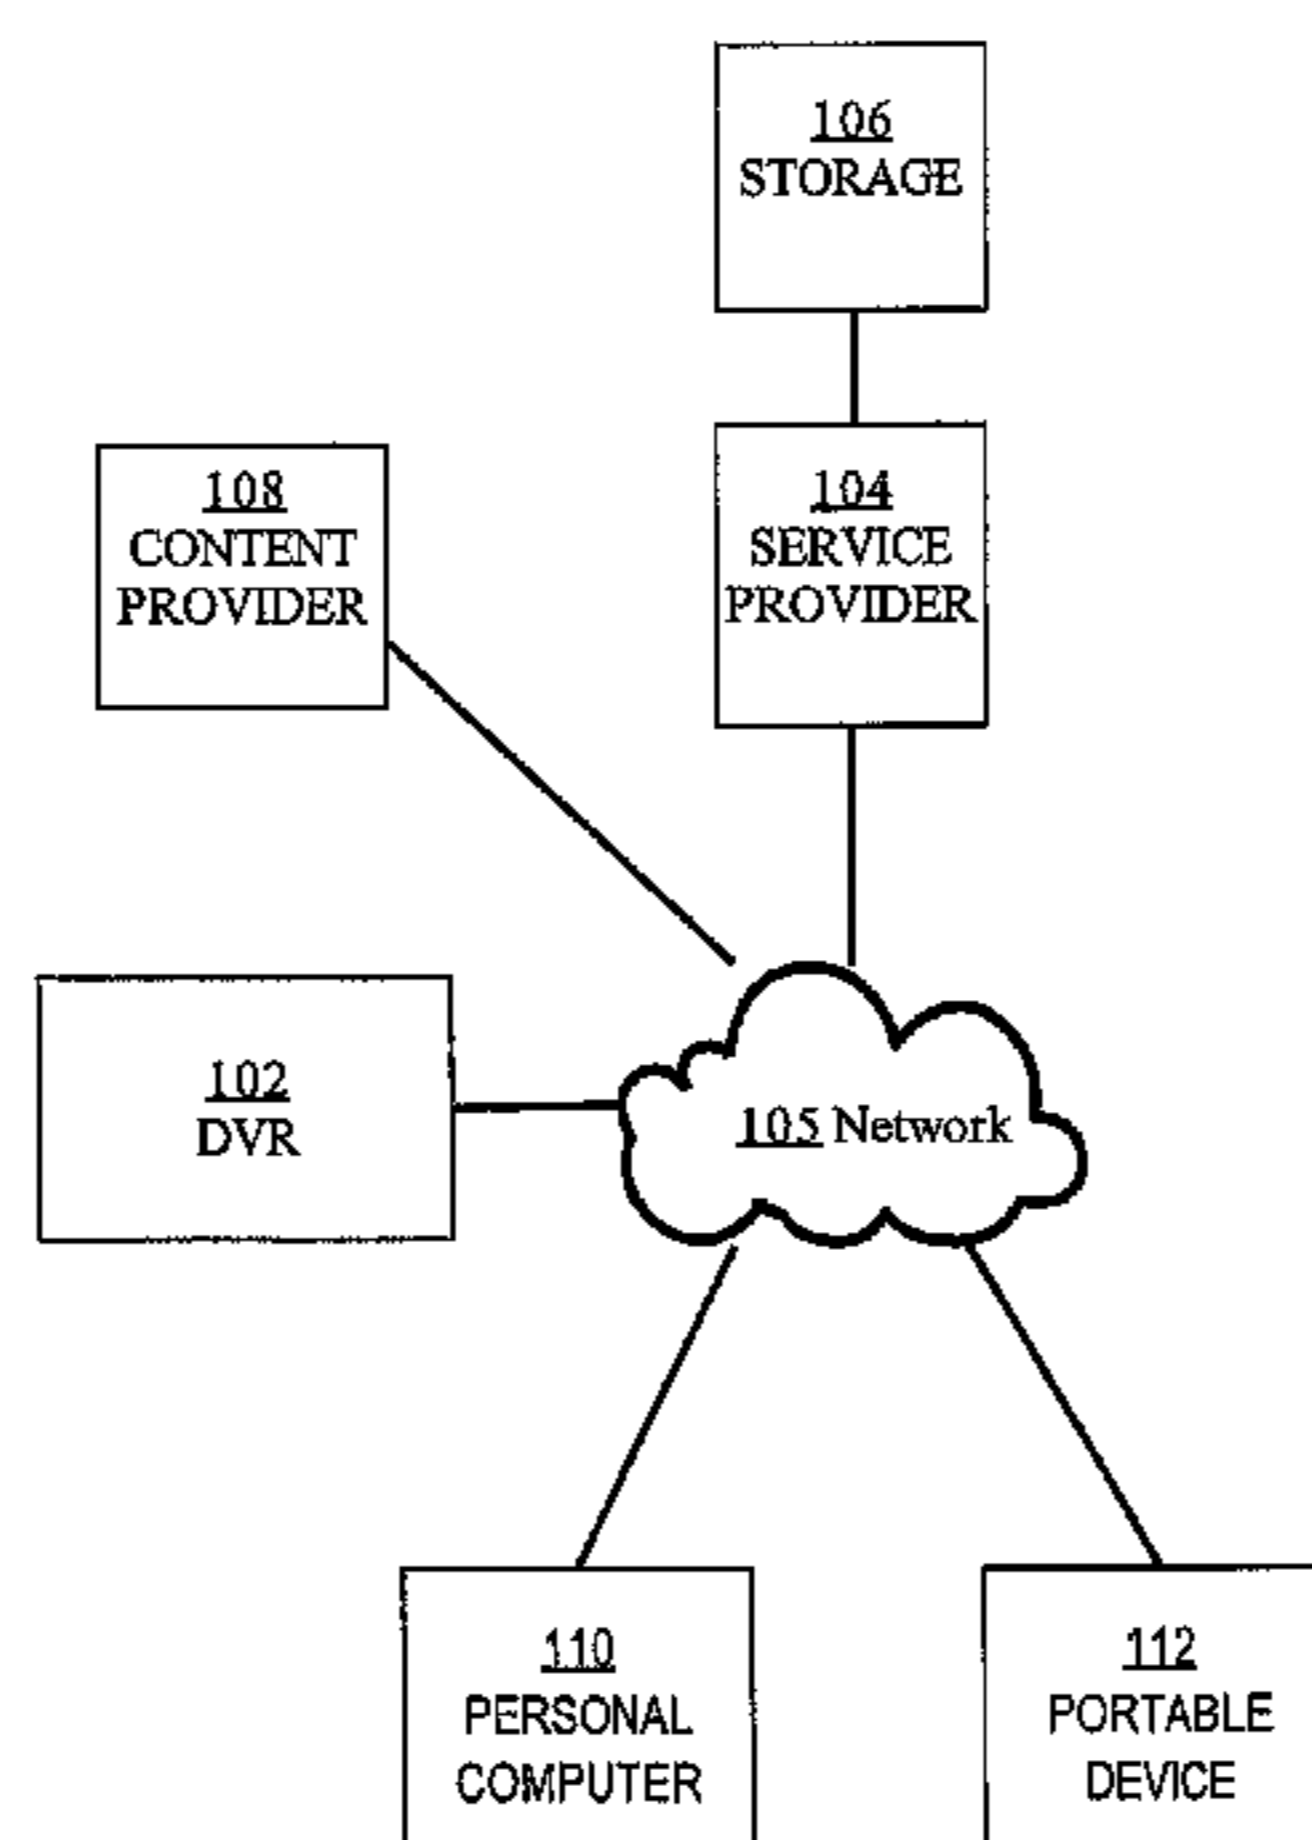 106
STORAGE
108
CONTENT
PROVIDER
104
SERVICE
PROVIDER
102
DVR
105 Network
110
PERSONAL
COMPUTER
112
PORTABLE
DEVICE